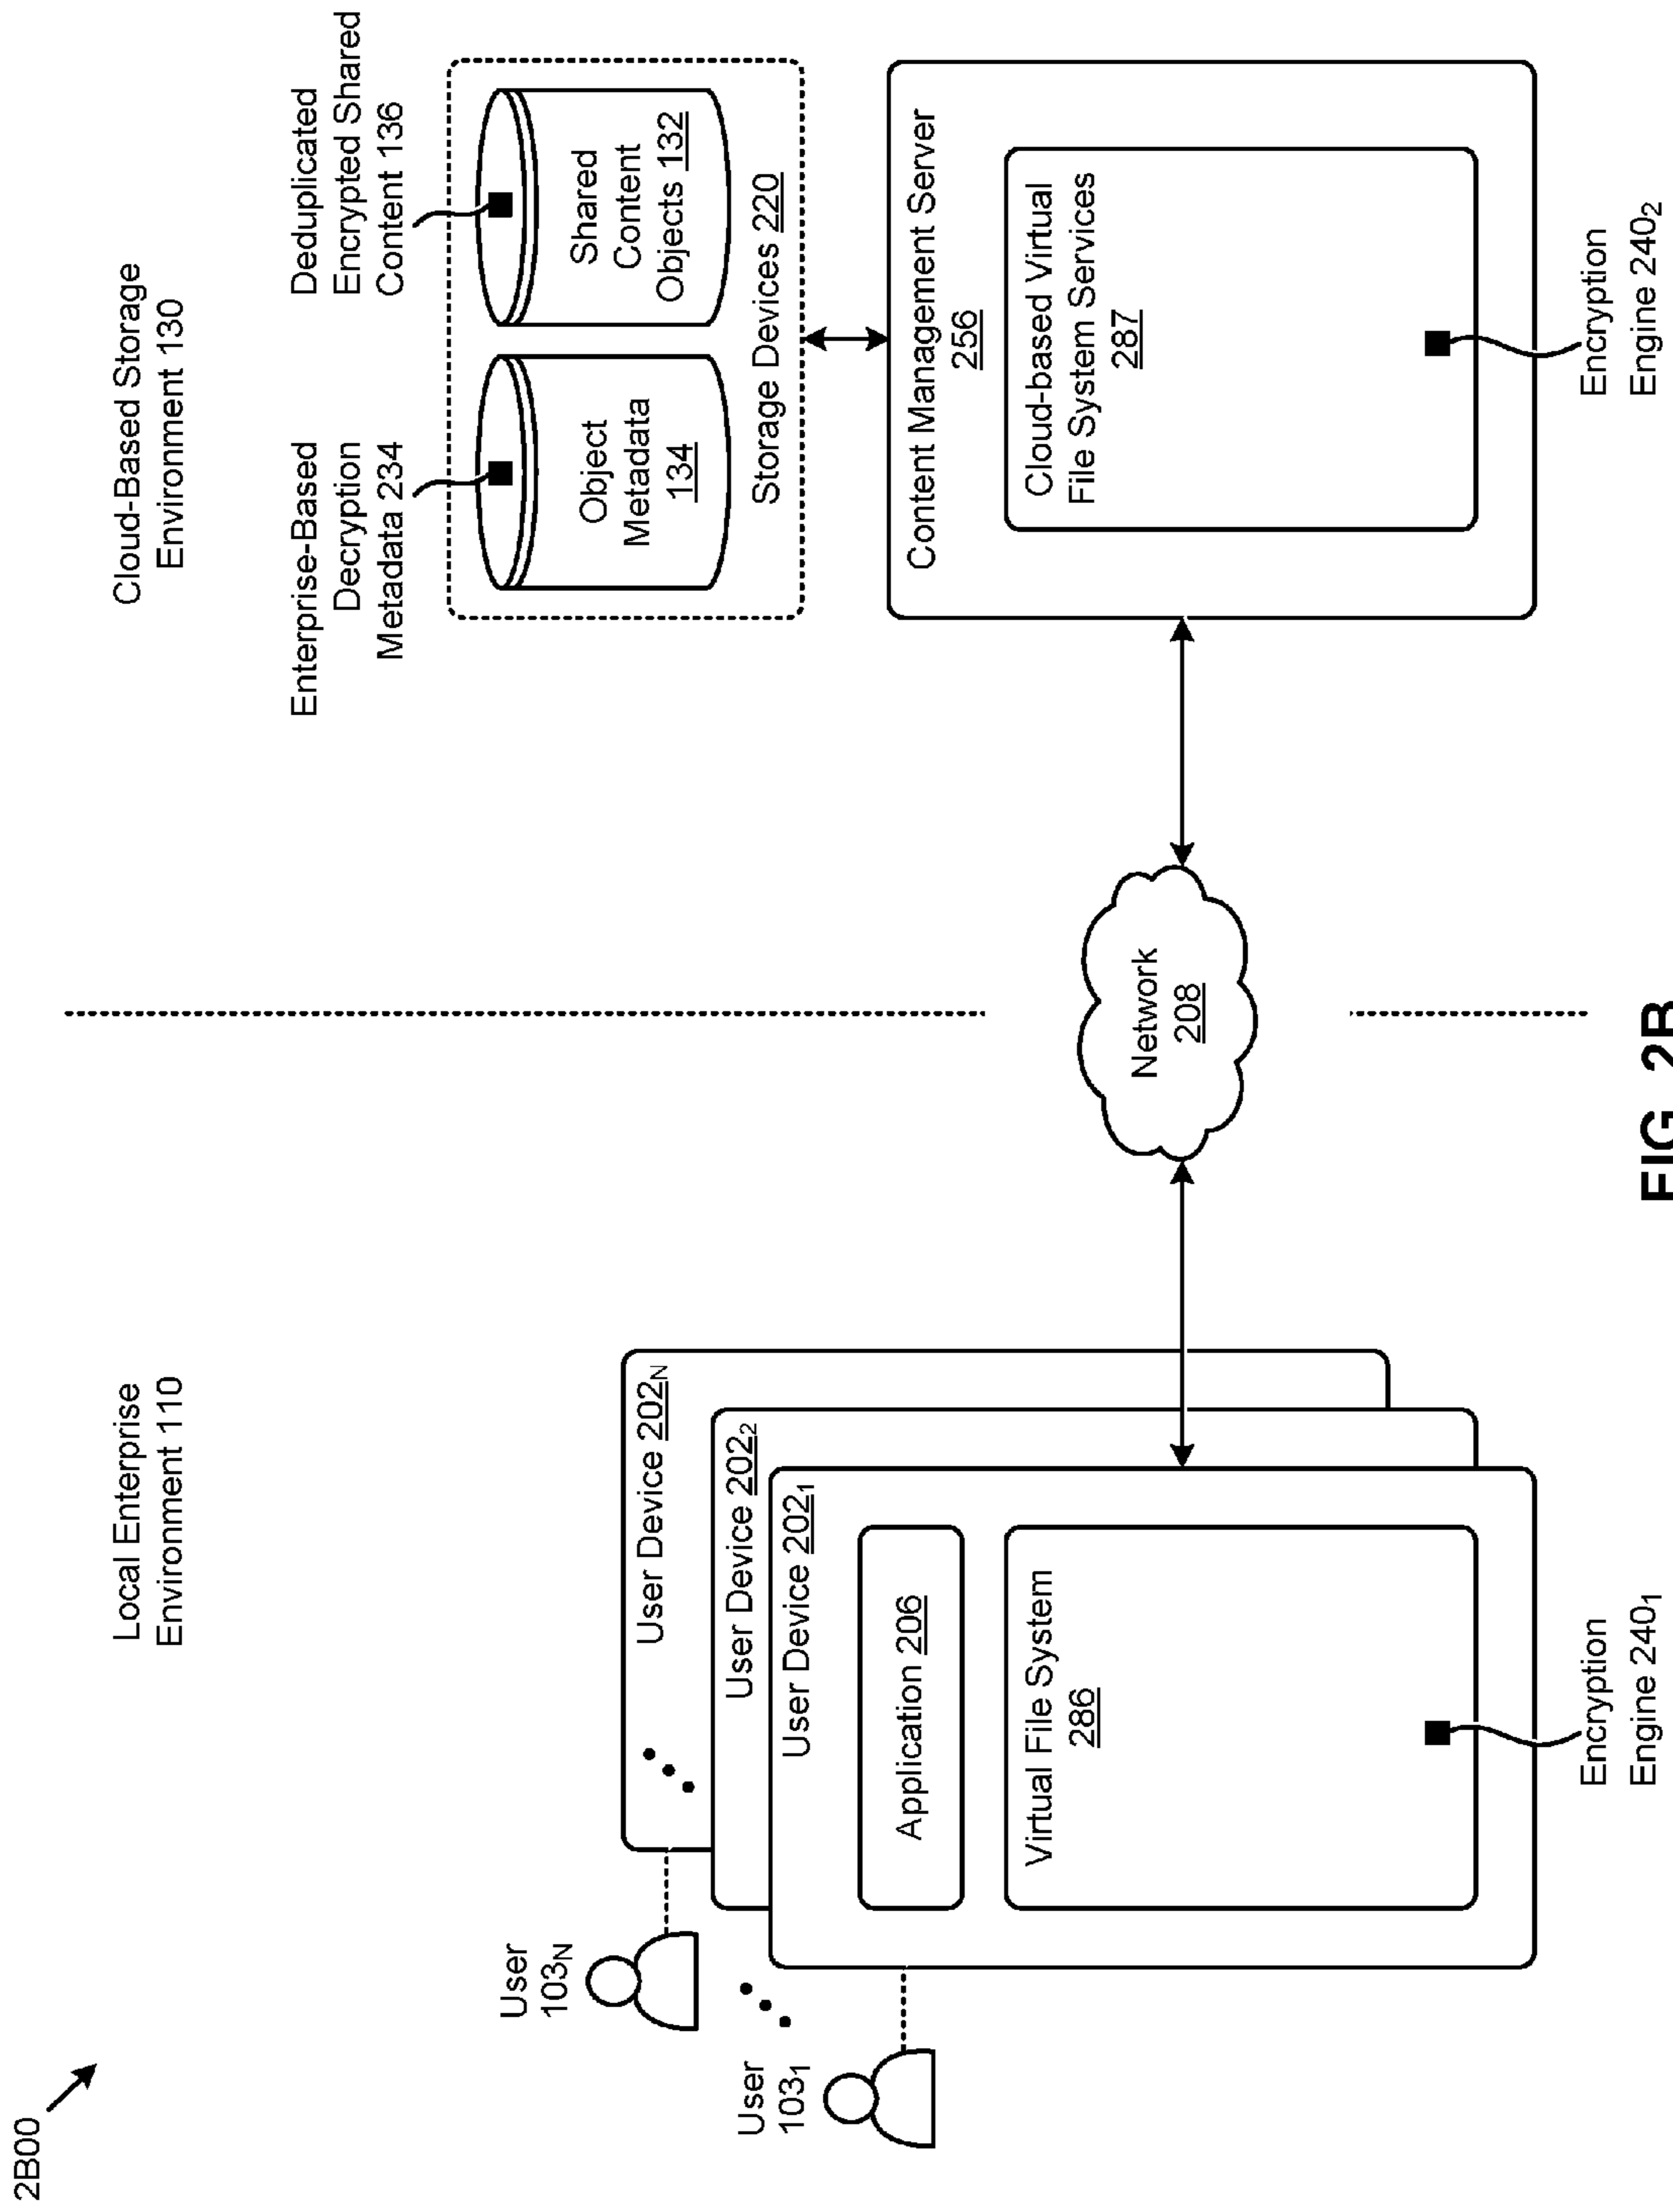 2B00
Local Enterprise
Environment 110
Cloud-Based Storage
Environment 130
User
103N
User
1031
User Device 202N
User Device 2022
User Device 2021
Application 206
Virtual File System
286
Encryption
Engine 2401
Network
208
Enterprise-Based
Decryption
Metadata 234
Deduplicated
Encrypted Shared
Content 136
Object
Metadata
134
Shared
Content
Objects 132
Storage Devices 220
Content Management Server
256
Cloud-based Virtual
File System Services
287
Encryption
Engine 2402
FIG. 2B